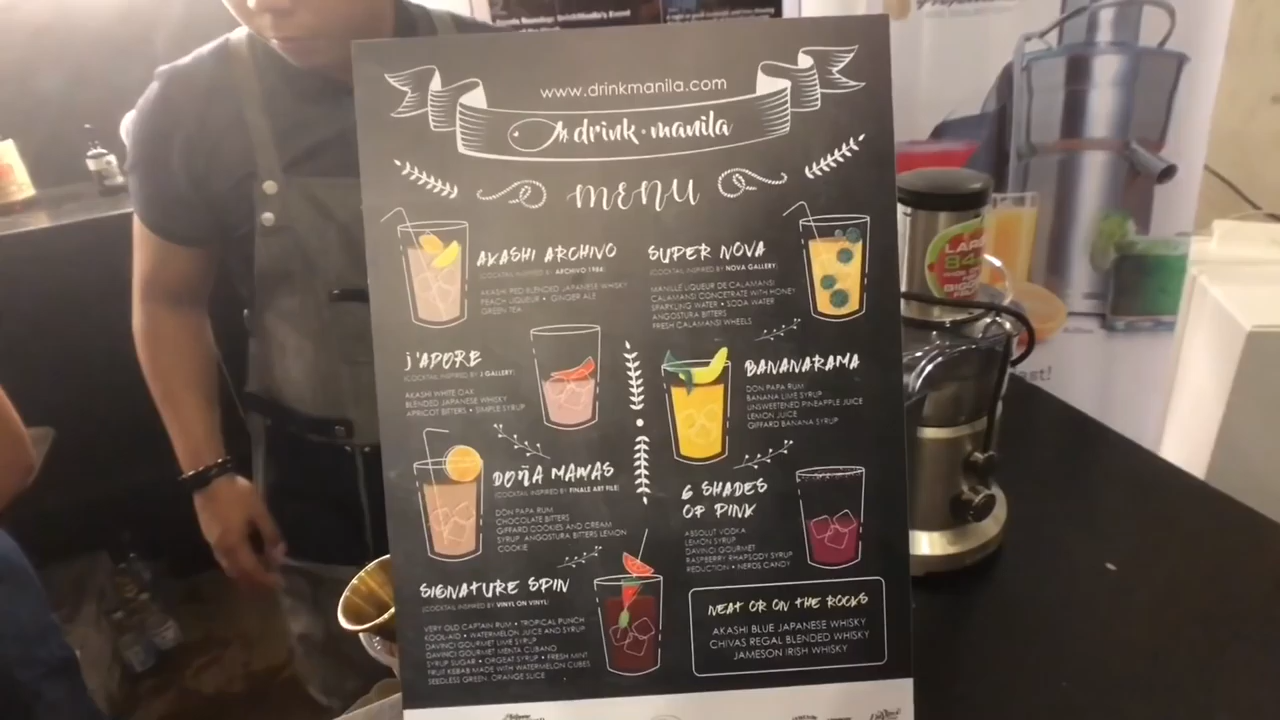 www.drinkmanila.com
drink·manila
MENU
AKASHI ARCHIVO
(COCKTAIL INSPIRED BY ARCHIVO 1984)
AKASHI RED BLENDED JAPANESE WHISKY
PEACH LIQUEUR • GINGER ALE
GREEN TEA
SUPER NOVA
(COCKTAIL INSPIRED BY NOVA GALLERY)
MANILLE LIQUEUR DE CALAMANSI
CALAMANSI CONCETRATE WITH HONEY
SPARKLING WATER • SODA WATER
ANGOSTURA BITTERS
FRESH CALAMANSI WHEELS
J'ADORE
(COCKTAIL INSPIRED BY J GALLERY)
AKASHI WHITE OAK
BLENDED JAPANESE WHISKY
APRICOT BITTERS • SIMPLE SYRUP
BANANARAMA
DON PAPA RUM
BANANA LIME SYRUP
UNSWEETENED PINEAPPLE JUICE
LEMON JUICE
GIFFARD BANANA SYRUP
DOÑA MAMAS
(COCKTAIL INSPIRED BY FINALE ART FILE)
DON PAPA RUM
CHOCOLATE BITTERS
GIFFARD COOKIES AND CREAM
SYRUP ANGOSTURA BITTERS LEMON
COOKIE
6 SHADES
OF PINK
ABSOLUT VODKA
LEMON SYRUP
DAVINCI GOURMET
RASPBERRY RHAPSODY SYRUP
REDUCTION • NERDS CANDY
SIGNATURE SPIN
(COCKTAIL INSPIRED BY VINYL ON VINYL)
VERY OLD CAPTAIN RUM • TROPICAL PUNCH
KOOL-AID • WATERMELON JUICE AND SYRUP
DAVINCI GOURMET LIME SYRUP
DAVINCI GOURMET MENTA CUBANO
SYRUP SUGAR • ORGEAT SYRUP • FRESH MINT
FRUIT KEBAB MADE WITH WATERMELON CUBES
SEEDLESS GREEN, ORANGE SLICE
NEAT OR ON THE ROCKS
AKASHI BLUE JAPANESE WHISKY
CHIVAS REGAL BLENDED WHISKY
JAMESON IRISH WHISKY